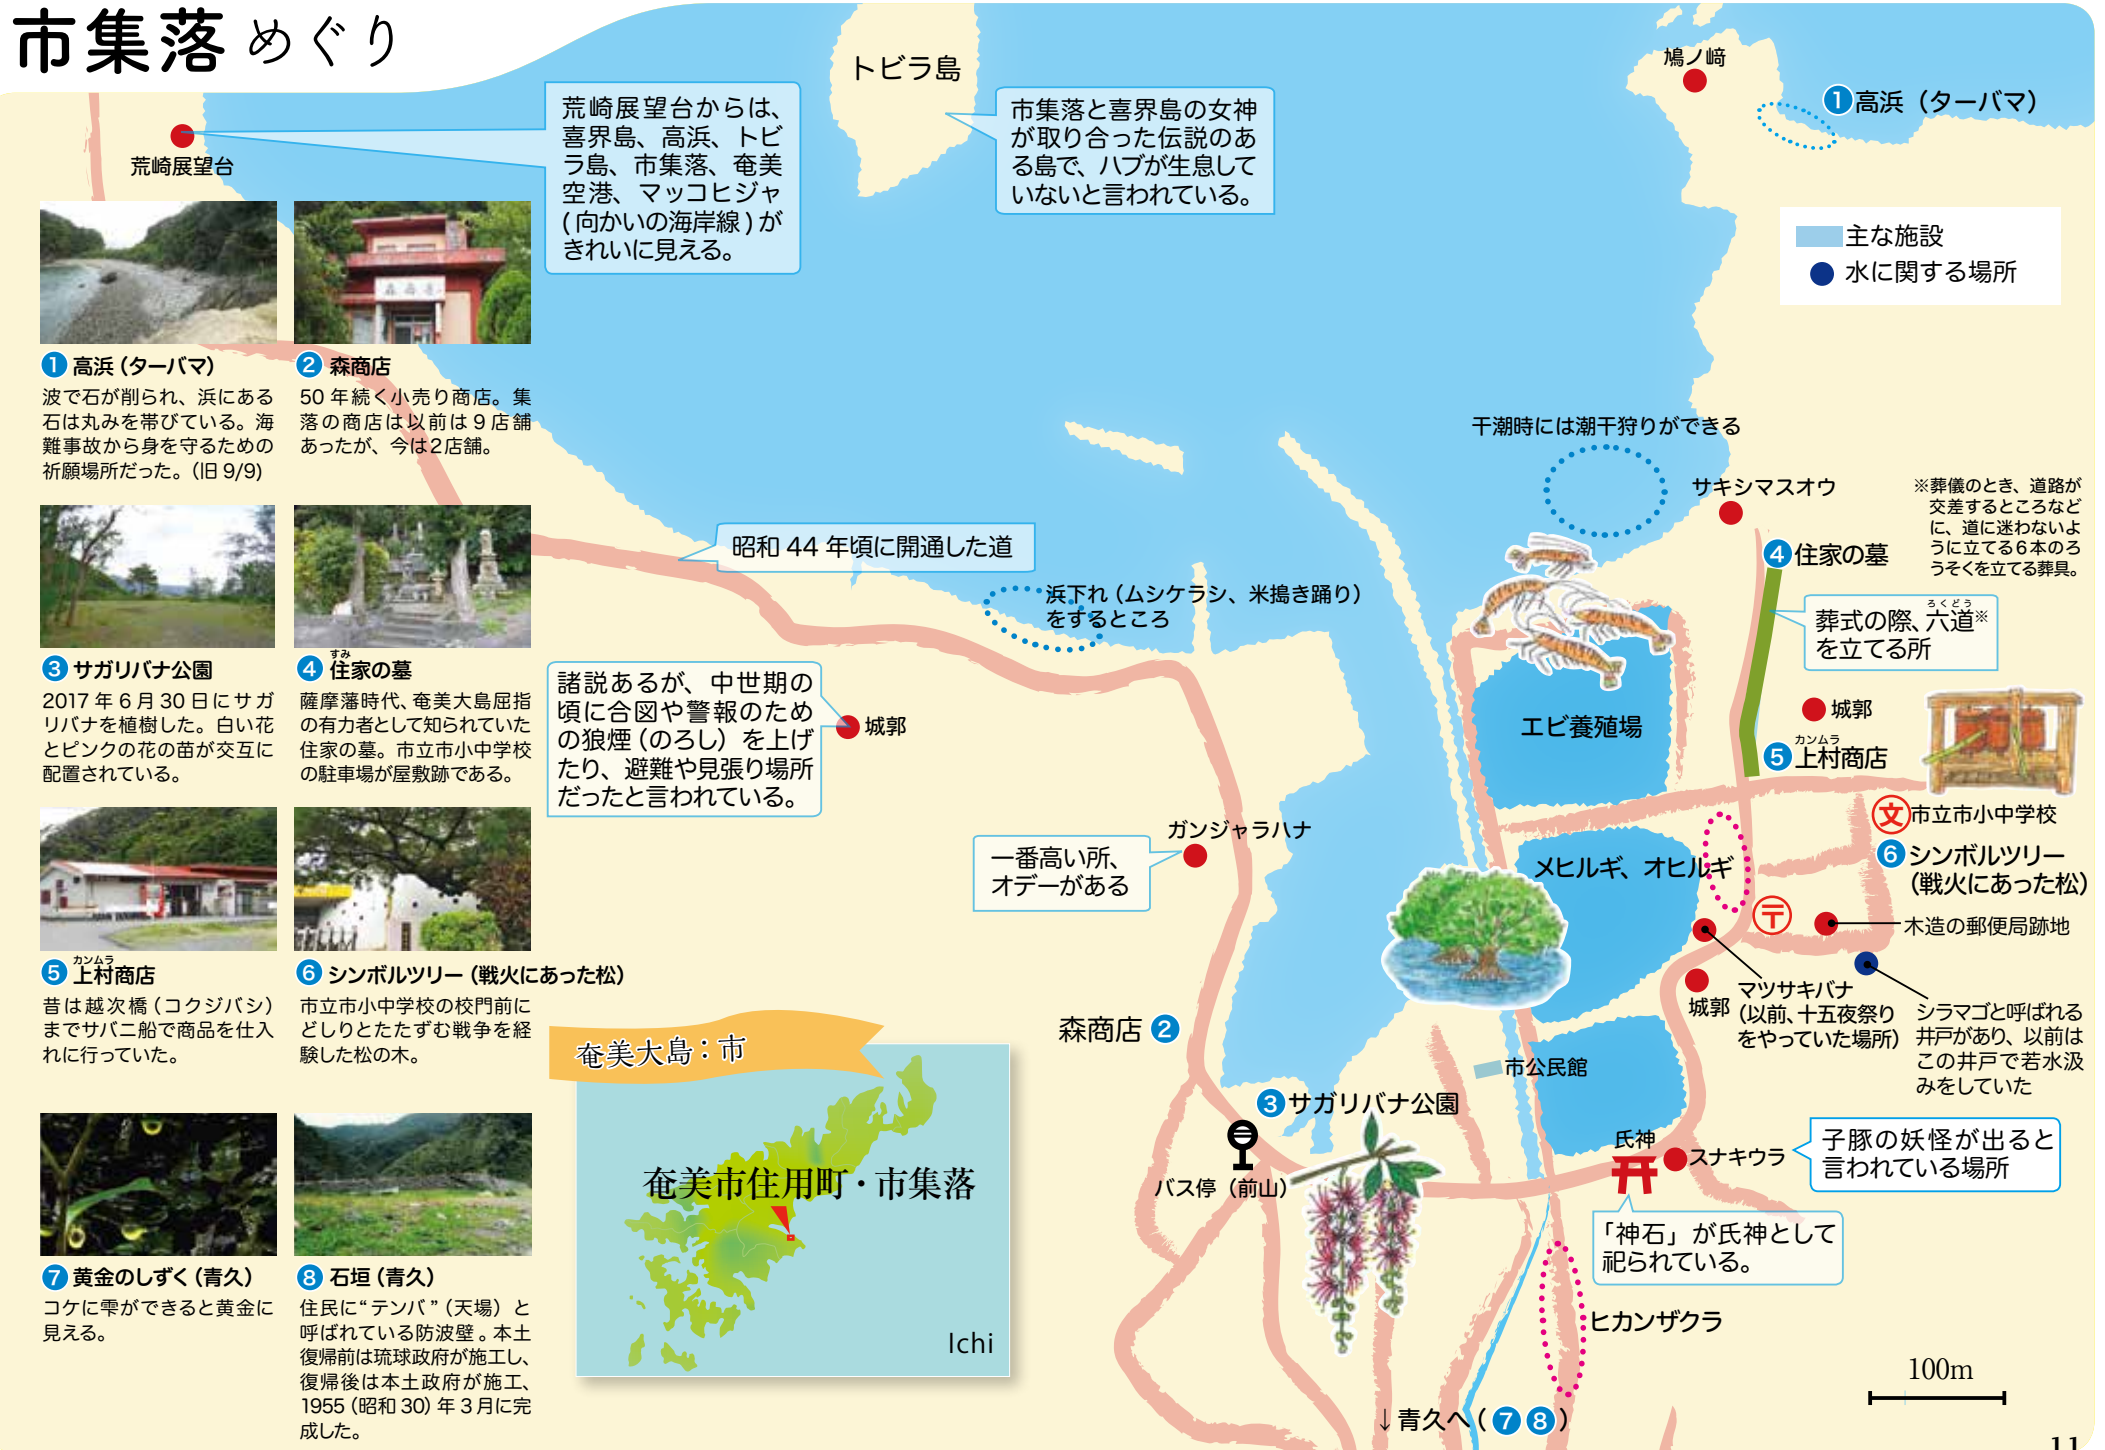 市集落めぐり
荒崎展望台
荒崎展望台からは、
喜界島、高浜、トビ
ラ島、市集落、奄美
空港、マッコヒジャ
(向かいの海岸線)が
きれいに見える。
トビラ島
市集落と喜界島の女神
が取り合った伝説のあ
る島で、ハブが生息して
いないと言われている。
鳩ノ﨑
1 高浜（ターバマ）
主な施設
水に関する場所
森商店
1 高浜（ターバマ）
波で石が削られ、浜にある
石は丸みを帯びている。海
難事故から身を守るための
祈願場所だった。(旧9/9)
2 森商店
50年続く小売り商店。集
落の商店は以前は9店舗
あったが、今は2店舗。
3 サガリバナ公園
2017年6月30日にサガ
リバナを植樹した。白い花
とピンクの花の苗が交互に
配置されている。
すみ
4 住家の墓
薩摩藩時代、奄美大島屈指
の有力者として知られていた
住家の墓。市立市小中学校
の駐車場が屋敷跡である。
カンムラ
5 上村商店
昔は越次橋（コクジバシ）
までサバニ船で商品を仕入
れに行っていた。
6 シンボルツリー（戦火にあった松）
市立市小中学校の校門前に
どしりとたたずむ戦争を経
験した松の木。
7 黄金のしずく（青久）
コケに雫ができると黄金に
見える。
8 石垣（青久）
住民に“テンバ”（天場）と
呼ばれている防波壁。本土
復帰前は琉球政府が施工し、
復帰後は本土政府が施工、
1955（昭和30）年3月に完
成した。
昭和44年頃に開通した道
浜下れ（ムシケラシ、米搗き踊り）
をするところ
干潮時には潮干狩りができる
サキシマスオウ
※葬儀のとき、道路が
交差するところなど
に、道に迷わないよ
うに立てる6本のろ
うそくを立てる葬具。
4 住家の墓
ろくどう
葬式の際、六道※
を立てる所
諸説あるが、中世期の
頃に合図や警報のため
の狼煙（のろし）を上げ
たり、避難や見張り場所
だったと言われている。
城郭
エビ養殖場
城郭
カンムラ
5 上村商店
文 市立市小中学校
6 シンボルツリー
（戦火にあった松）
ガンジャラハナ
一番高い所、
オデーがある
メヒルギ、オヒルギ
〒
木造の郵便局跡地
城郭
マツサキバナ
（以前、十五夜祭り
をやっていた場所）
シラマゴと呼ばれる
井戸があり、以前は
この井戸で若水汲
みをしていた
森商店 2
市公民館
3 サガリバナ公園
バス停（前山）
氏神
スナキウラ
子豚の妖怪が出ると
言われている場所
「神石」が氏神として
祀られている。
ヒカンザクラ
↓青久へ（7 8）
100m
奄美大島：市
奄美市住用町・市集落
Ichi
11